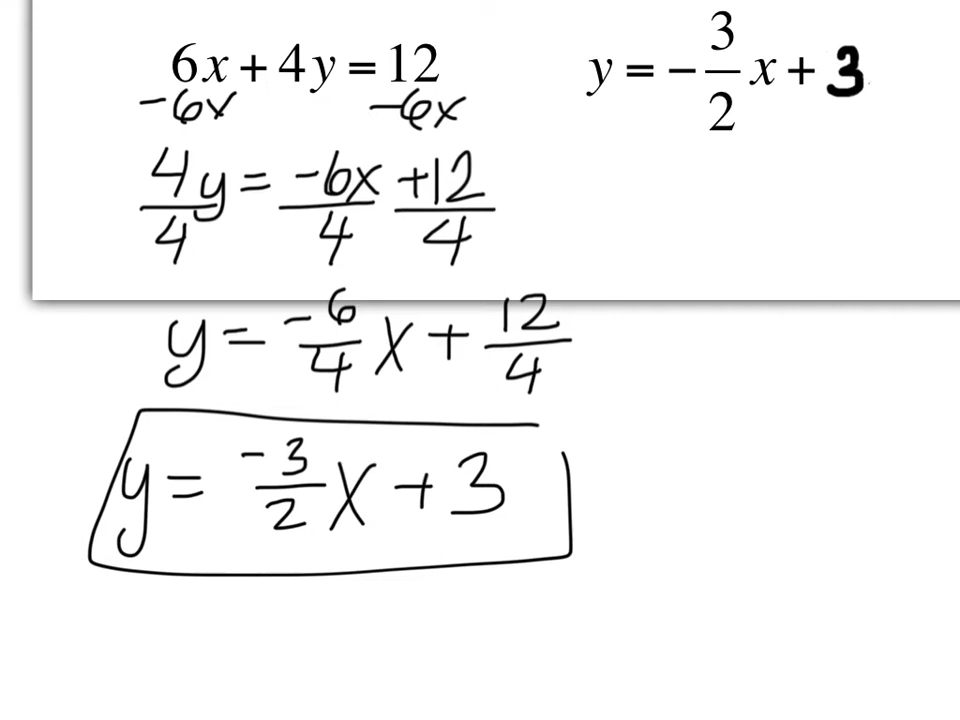 6x + 4y = 12
-6x -6x
4y/4 = -6x/4 +12/4
y = -6/4 x + 12/4
y = -3/2 x + 3
y = -3/2 x + 3